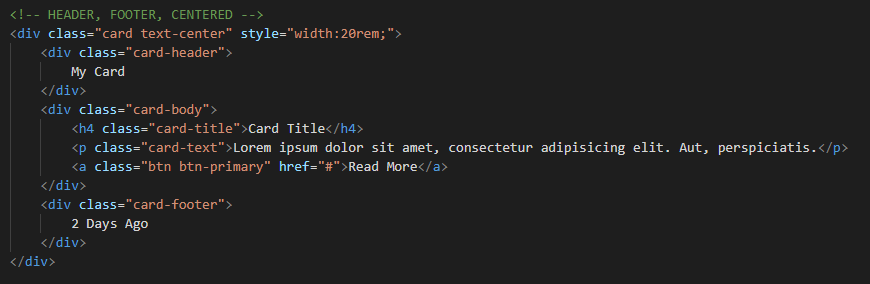 <!-- HEADER, FOOTER, CENTERED -->
<div class="card text-center" style="width:20rem;">
    <div class="card-header">
        My Card
    </div>
    <div class="card-body">
        <h4 class="card-title">Card Title</h4>
        <p class="card-text">Lorem ipsum dolor sit amet, consectetur adipisicing elit. Aut, perspiciatis.</p>
        <a class="btn btn-primary" href="#">Read More</a>
    </div>
    <div class="card-footer">
        2 Days Ago
    </div>
</div>